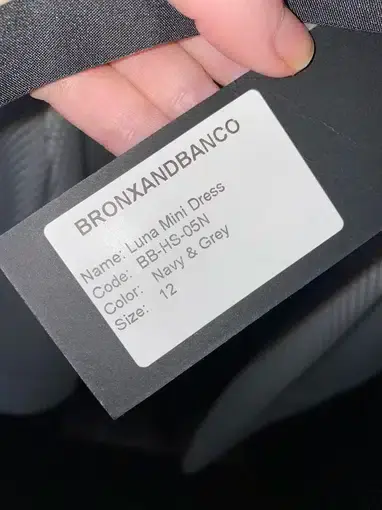 BRONXANDBANCO
Name: Luna Mini Dress
Code: BB-HS-05N
Color: Navy & Grey
Size: 12